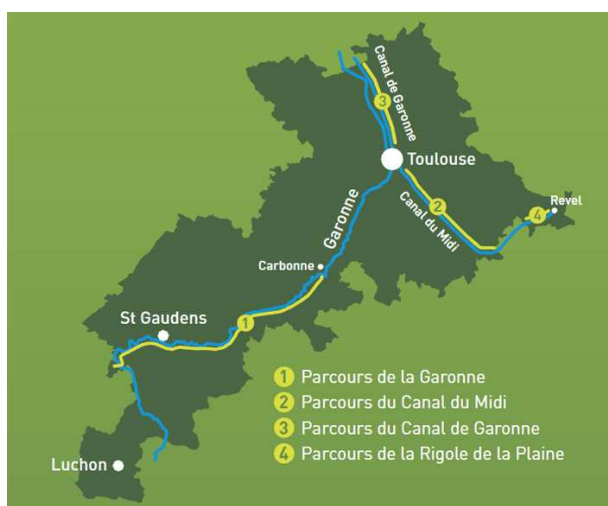 Canal de Garonne
3
Toulouse
Revel
2
4
Canal du Midi
Garonne
Carbonne
St Gaudens
1
Luchon
1 Parcours de la Garonne
2 Parcours du Canal du Midi
3 Parcours du Canal de Garonne
4 Parcours de la Rigole de la Plaine